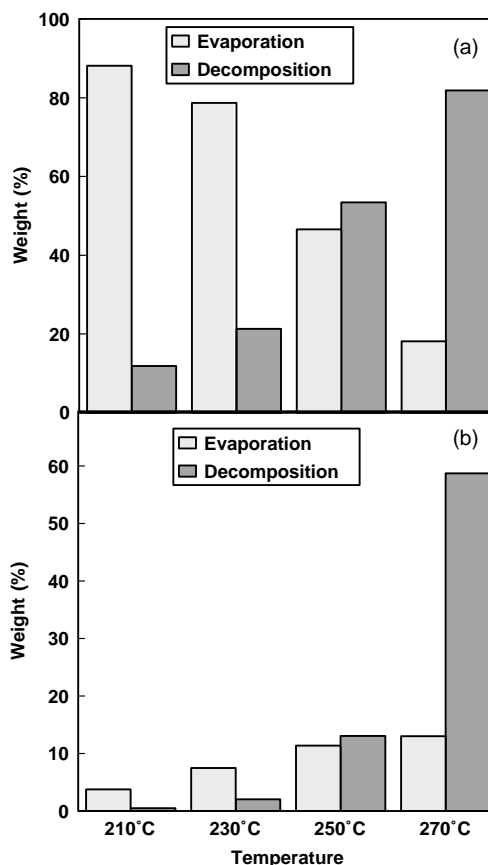 100
Evaporation
(a)
Decomposition
80
60
40
20
0
Weight (%)
Evaporation
(b)
Decomposition
60
50
40
30
20
10
0
Weight (%)
210˚C 230˚C 250˚C 270˚C
Temperature